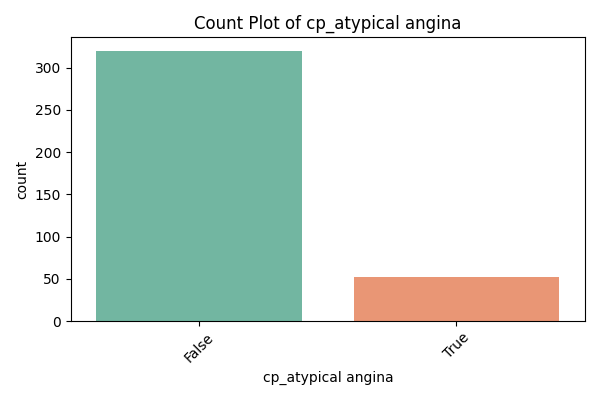 Count Plot of cp_atypical angina
300
250
200
150
100
50
0
count
False
True
cp_atypical angina